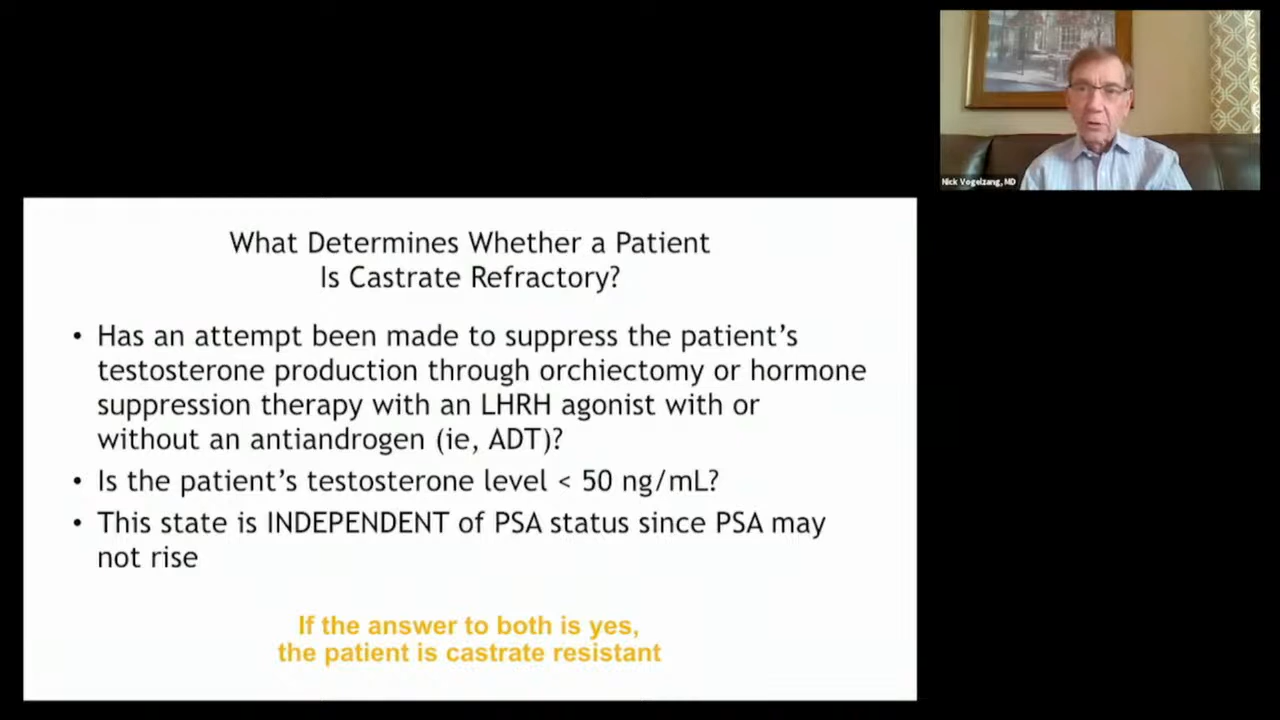 Nick Vogelzang, MD
What Determines Whether a Patient
Is Castrate Refractory?
• Has an attempt been made to suppress the patient’s
testosterone production through orchiectomy or hormone
suppression therapy with an LHRH agonist with or
without an antiandrogen (ie, ADT)?
• Is the patient’s testosterone level < 50 ng/mL?
• This state is INDEPENDENT of PSA status since PSA may
not rise
If the answer to both is yes,
the patient is castrate resistant